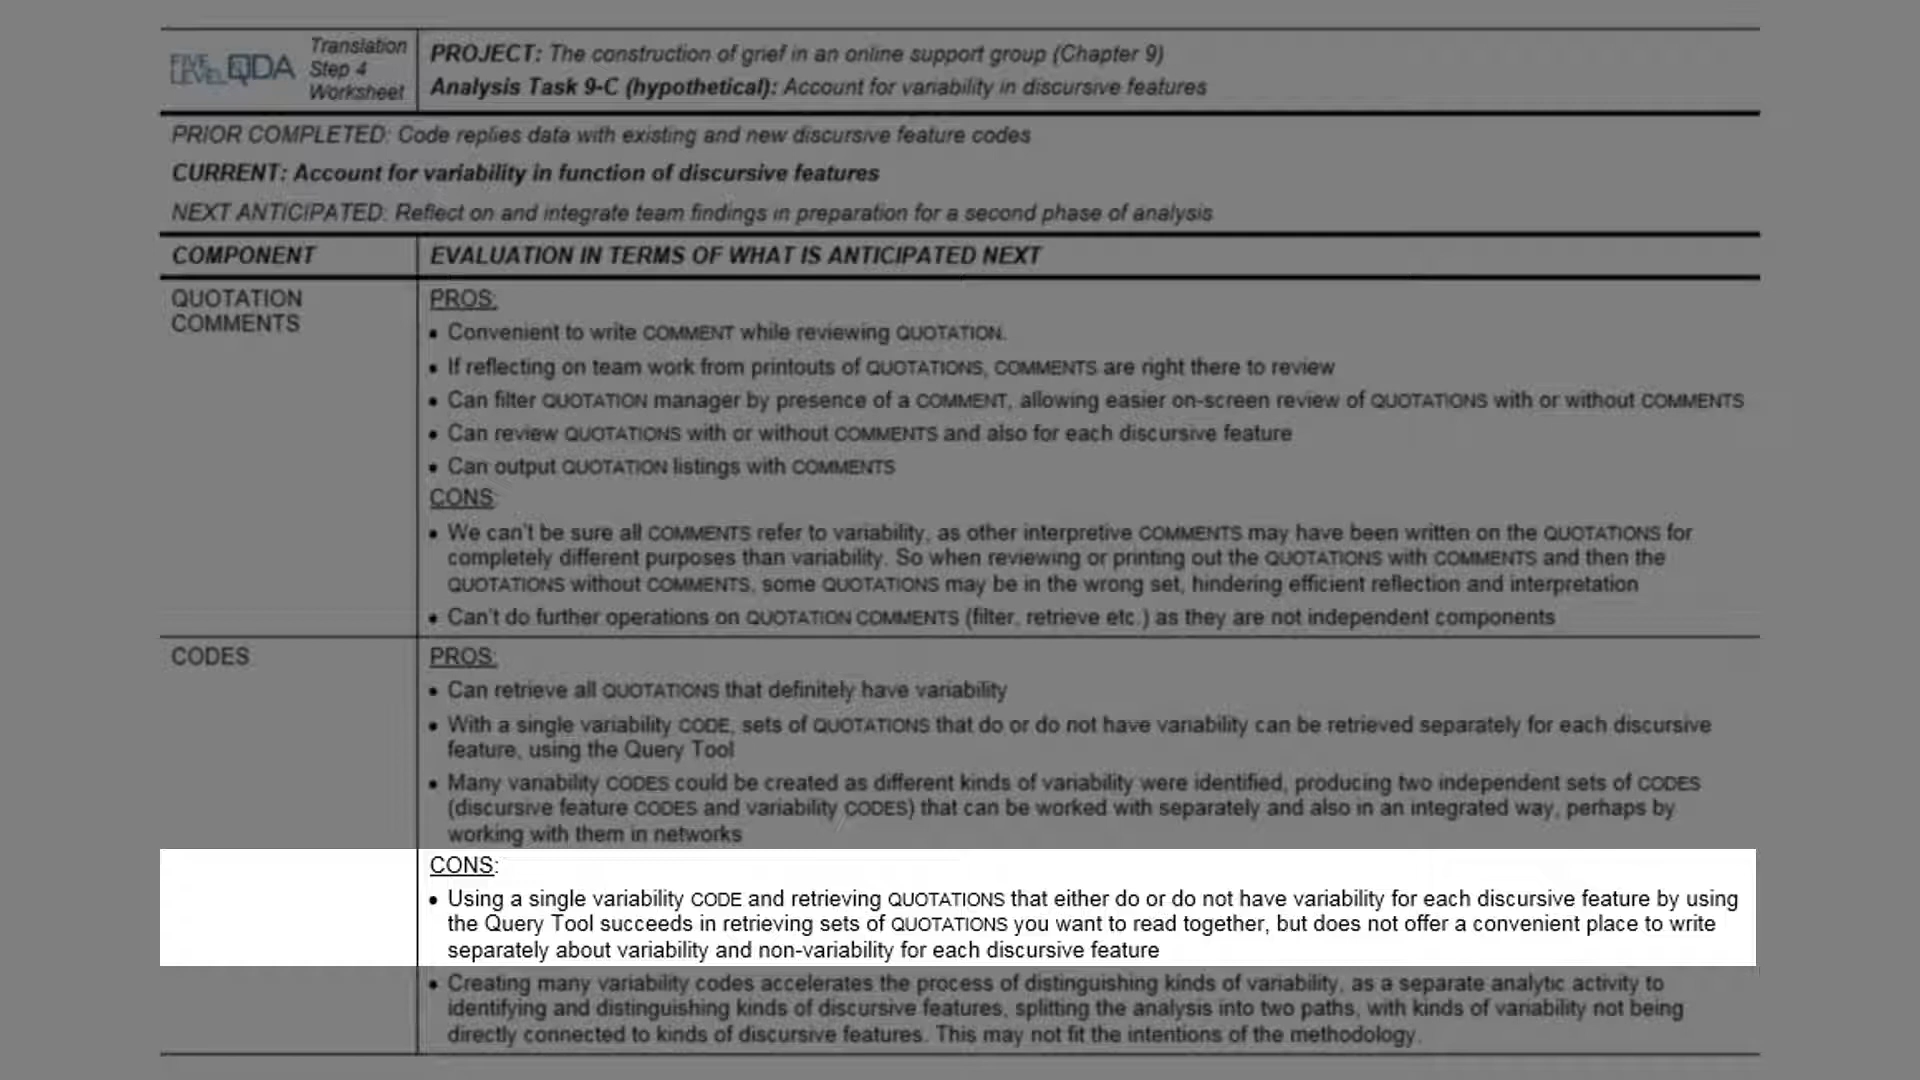 FIVE LEVEL QDA
Translation
Step 4
Worksheet
PROJECT: The construction of grief in an online support group (Chapter 9)
Analysis Task 9-C (hypothetical): Account for variability in discursive features
PRIOR COMPLETED: Code replies data with existing and new discursive feature codes
CURRENT: Account for variability in function of discursive features
NEXT ANTICIPATED: Reflect on and integrate team findings in preparation for a second phase of analysis
COMPONENT
EVALUATION IN TERMS OF WHAT IS ANTICIPATED NEXT
QUOTATION
COMMENTS
PROS:
• Convenient to write COMMENT while reviewing QUOTATION.
• If reflecting on team work from printouts of QUOTATIONS, COMMENTS are right there to review
• Can filter QUOTATION manager by presence of a COMMENT, allowing easier on-screen review of QUOTATIONS with or without COMMENTS
• Can review QUOTATIONS with or without COMMENTS and also for each discursive feature
• Can output QUOTATION listings with COMMENTS
CONS:
• We can't be sure all COMMENTS refer to variability, as other interpretive COMMENTS may have been written on the QUOTATIONS for
completely different purposes than variability. So when reviewing or printing out the QUOTATIONS with COMMENTS and then the
QUOTATIONS without COMMENTS, some QUOTATIONS may be in the wrong set, hindering efficient reflection and interpretation
• Can't do further operations on QUOTATION COMMENTS (filter, retrieve etc.) as they are not independent components
CODES
PROS:
• Can retrieve all QUOTATIONS that definitely have variability
• With a single variability CODE, sets of QUOTATIONS that do or do not have variability can be retrieved separately for each discursive
feature, using the Query Tool
• Many variability CODES could be created as different kinds of variability were identified, producing two independent sets of CODES
(discursive feature CODES and variability CODES) that can be worked with separately and also in an integrated way, perhaps by
working with them in networks
CONS:
• Using a single variability CODE and retrieving QUOTATIONS that either do or do not have variability for each discursive feature by using
the Query Tool succeeds in retrieving sets of QUOTATIONS you want to read together, but does not offer a convenient place to write
separately about variability and non-variability for each discursive feature
• Creating many variability codes accelerates the process of distinguishing kinds of variability, as a separate analytic activity to
identifying and distinguishing kinds of discursive features, splitting the analysis into two paths, with kinds of variability not being
directly connected to kinds of discursive features. This may not fit the intentions of the methodology.